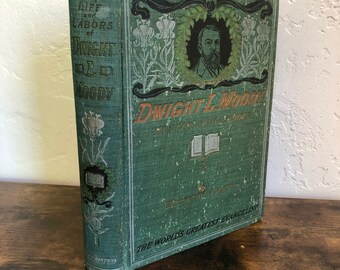 LIFE and
LABORS of
DWIGHT
L
MOODY
DWIGHT L. MOODY
THE WORLD'S GREATEST EVANGELIST